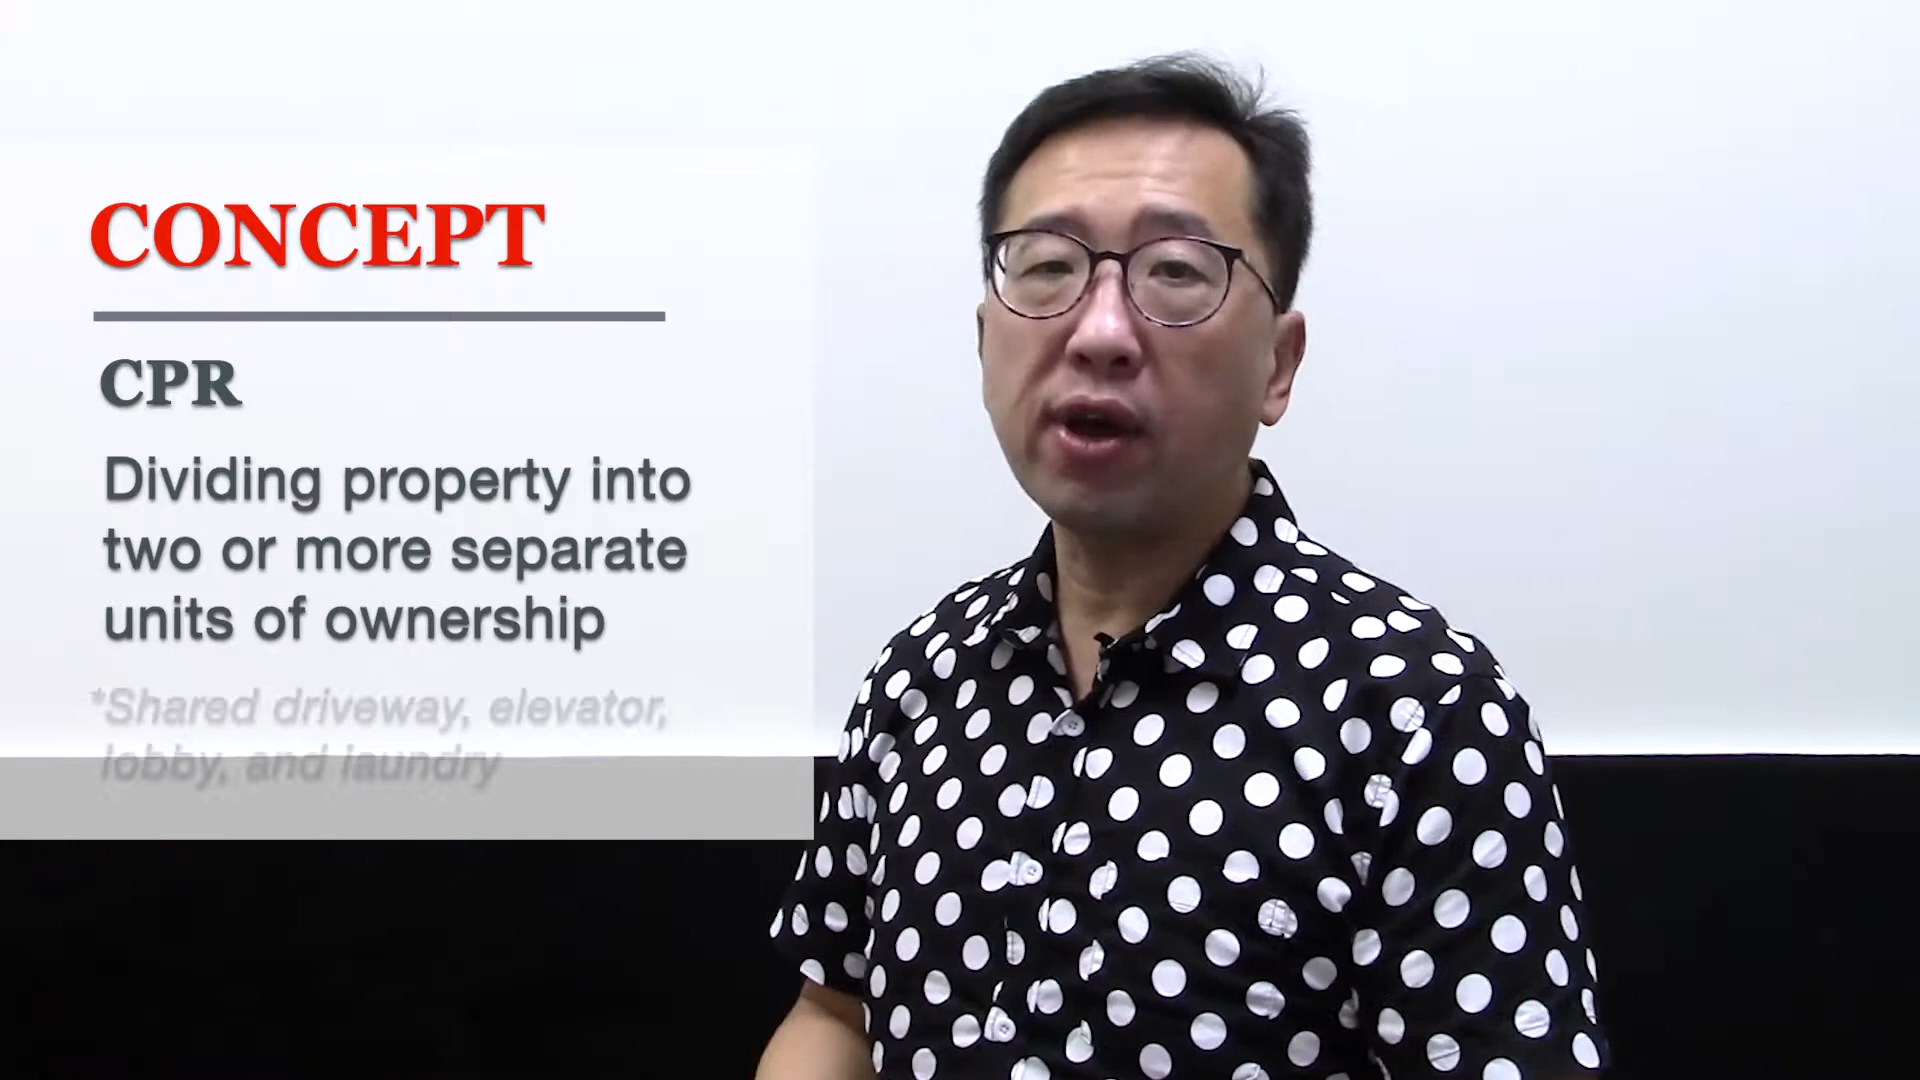 CONCEPT
CPR
Dividing property into
two or more separate
units of ownership
*Shared driveway, elevator,
lobby, and laundry